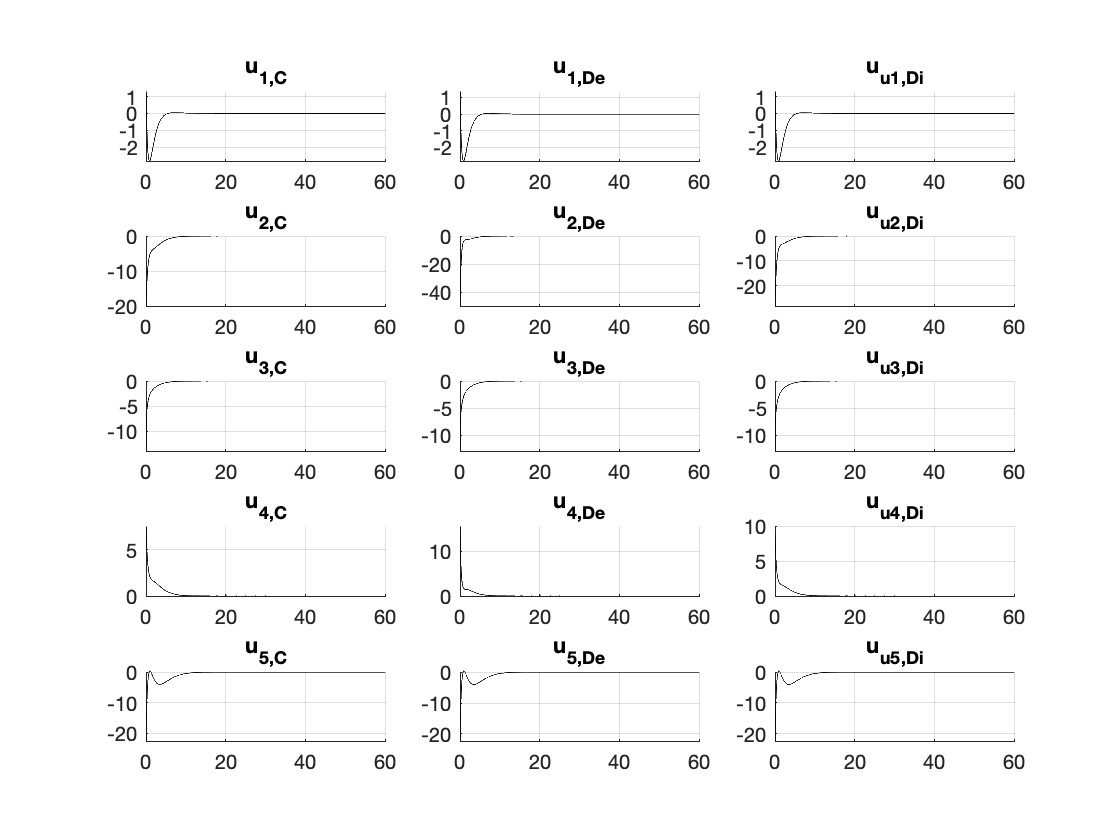 u1,C u1,De uu1,Di
1 1 1
0 0 0
-1 -1 -1
-2 -2 -2
0 20 40 60 0 20 40 60 0 20 40 60
u2,C u2,De uu2,Di
0 0 0
-10 -20 -10
-20 -40 -20
0 20 40 60 0 20 40 60 0 20 40 60
u3,C u3,De uu3,Di
0 0 0
-5 -5 -5
-10 -10 -10
0 20 40 60 0 20 40 60 0 20 40 60
u4,C u4,De uu4,Di
5 10 10
0 0 5
0
0 20 40 60 0 20 40 60 0 20 40 60
u5,C u5,De uu5,Di
0 0 0
-10 -10 -10
-20 -20 -20
0 20 40 60 0 20 40 60 0 20 40 60